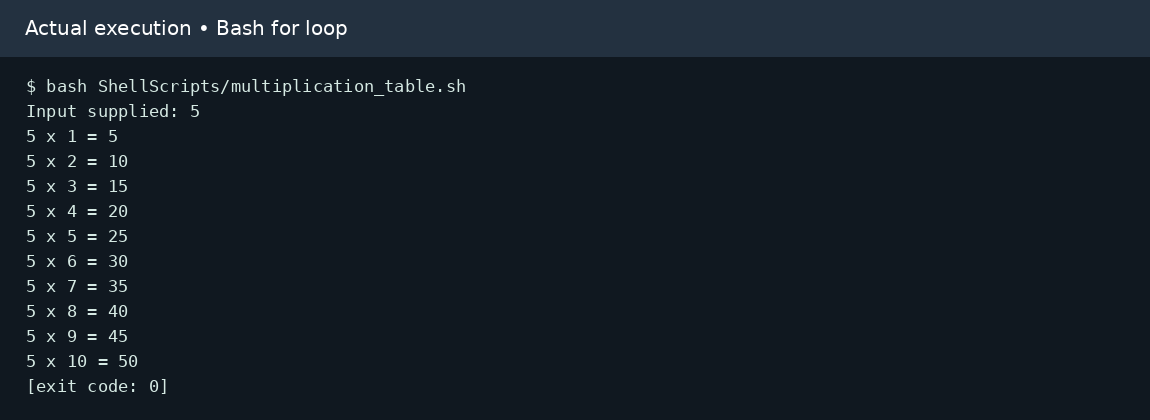 Actual execution • Bash for loop
$ bash ShellScripts/multiplication_table.sh
Input supplied: 5
5 x 1 = 5
5 x 2 = 10
5 x 3 = 15
5 x 4 = 20
5 x 5 = 25
5 x 6 = 30
5 x 7 = 35
5 x 8 = 40
5 x 9 = 45
5 x 10 = 50
[exit code: 0]